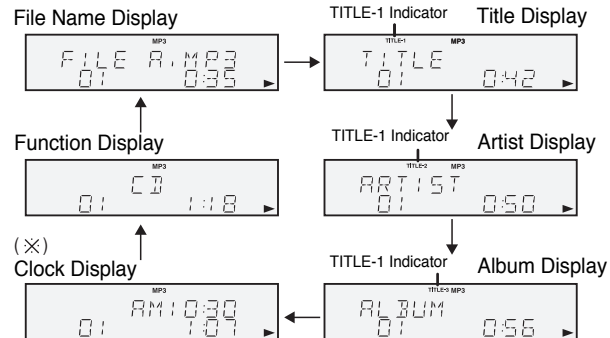 File Name Display
MP3
FILE A.MP3
01 0:35
TITLE-1 Indicator
Title Display
TITLE-1 MP3
TITLE
01 0:42
TITLE-1 Indicator
Artist Display
TITLE-2 MP3
ARTIST
01 0:50
TITLE-1 Indicator
Album Display
TITLE-3 MP3
ALBUM
01 0:56
(※)
Clock Display
MP3
AM10:30
01 1:07
Function Display
MP3
CD
01 1:18